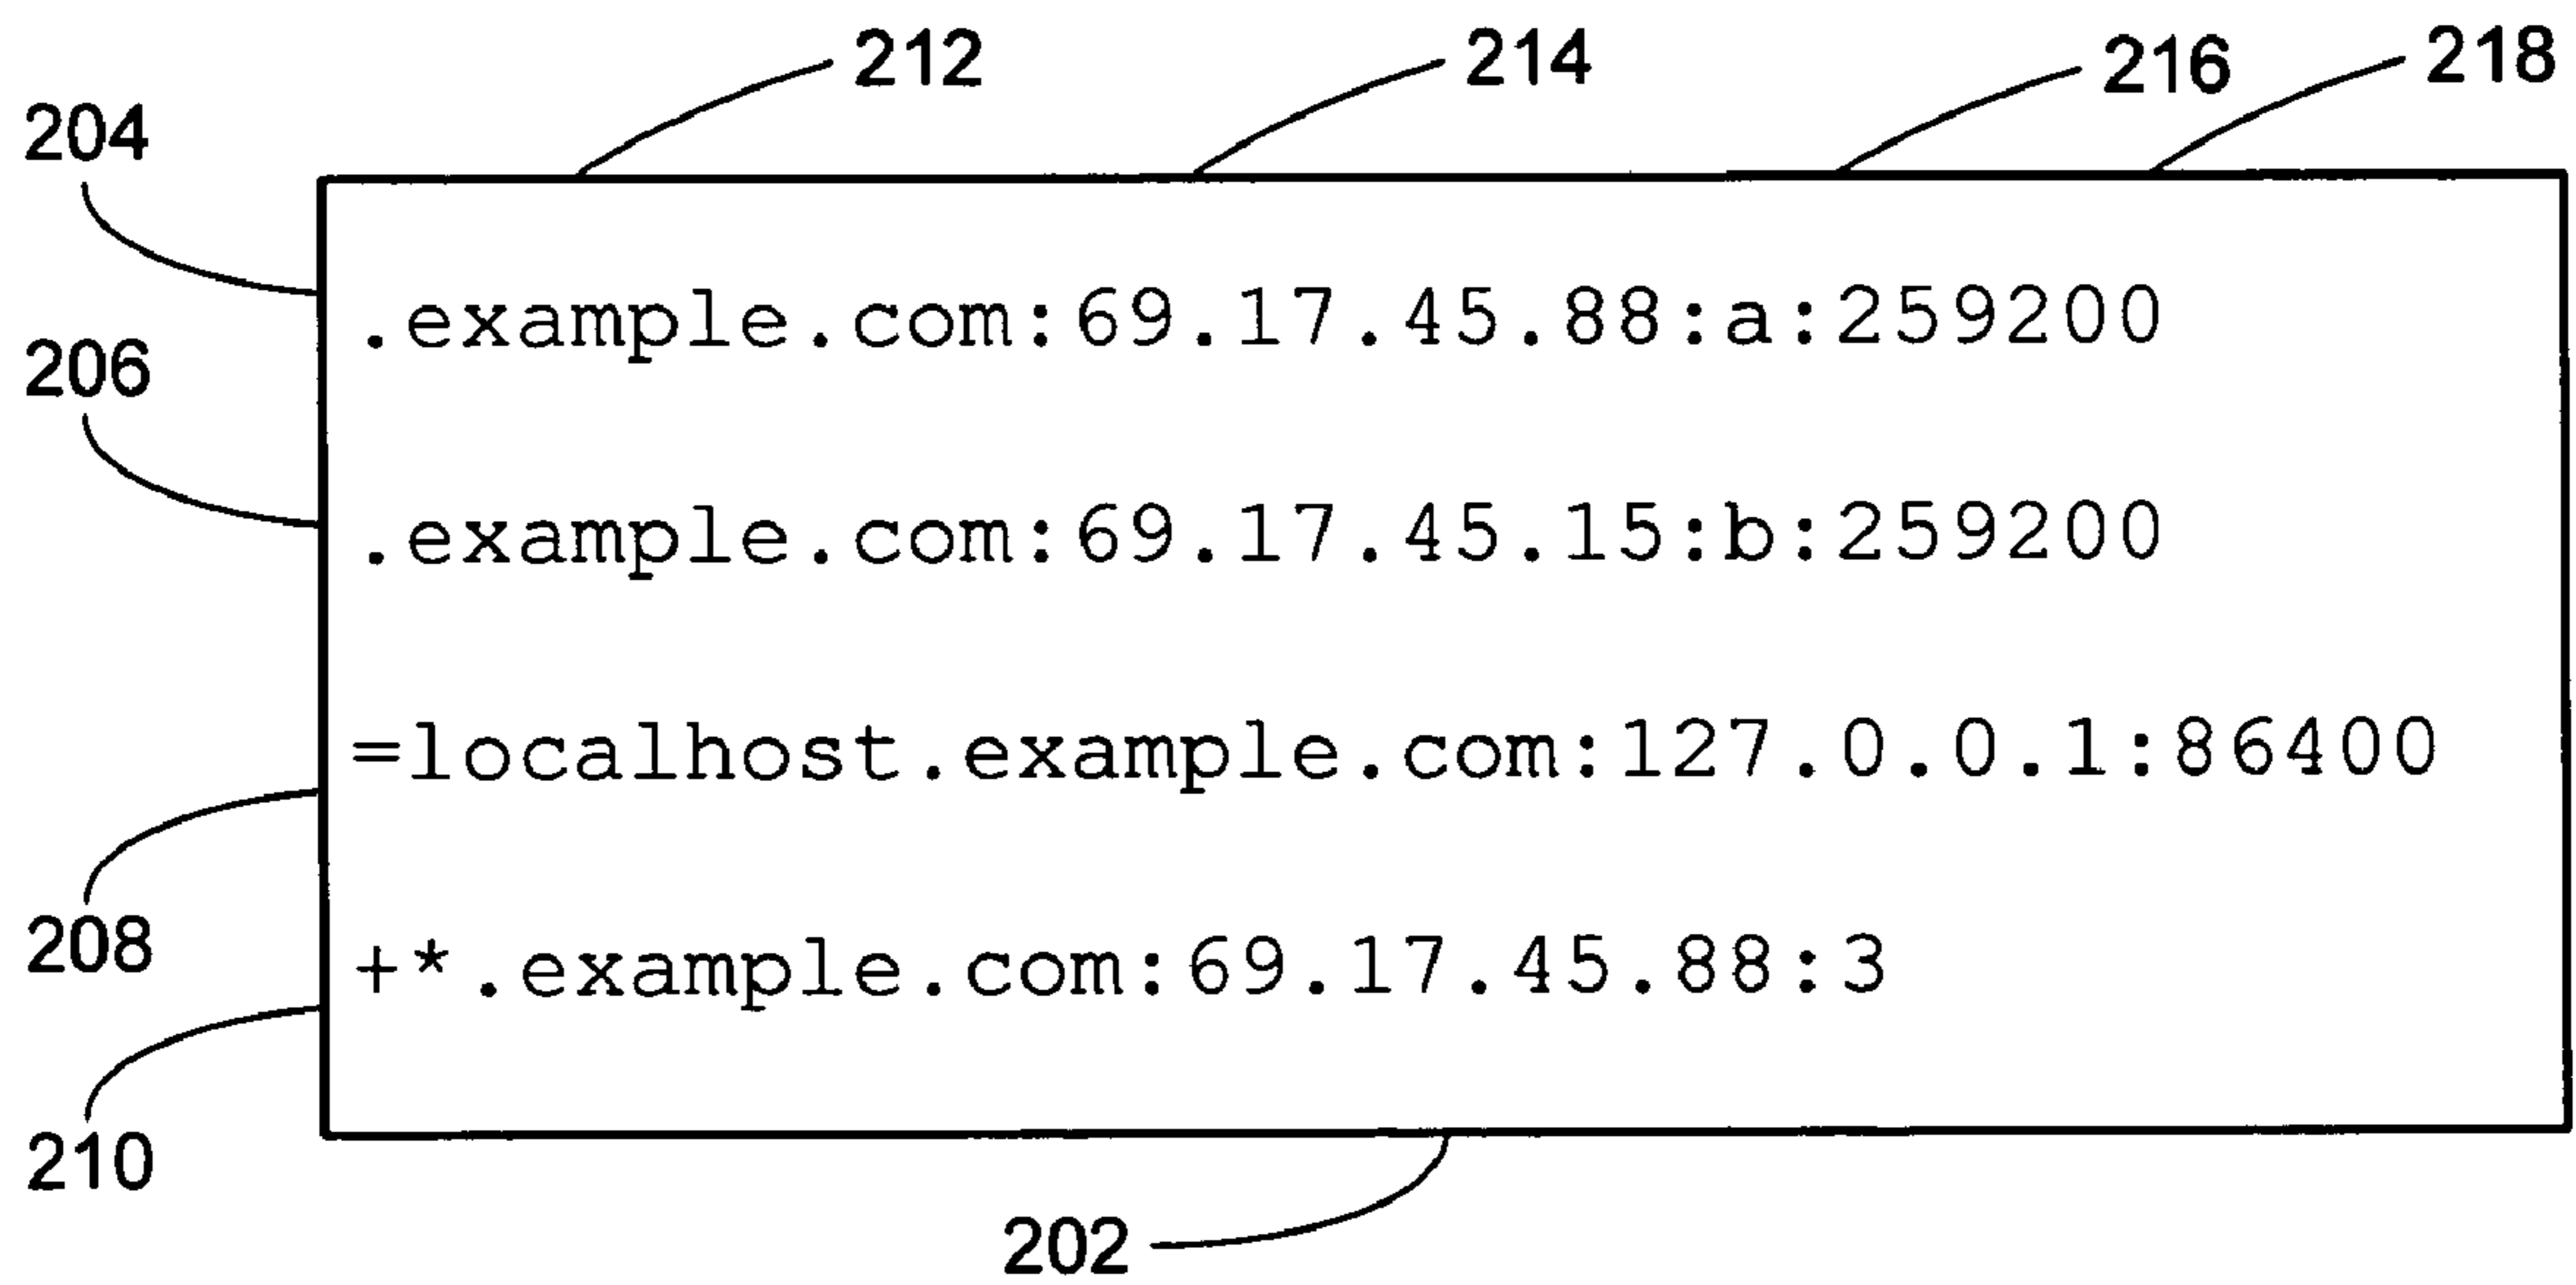 212 214 216 218
204
.example.com:69.17.45.88:a:259200
206
.example.com:69.17.45.15:b:259200
=localhost.example.com:127.0.0.1:86400
208
+*.example.com:69.17.45.88:3
210
202